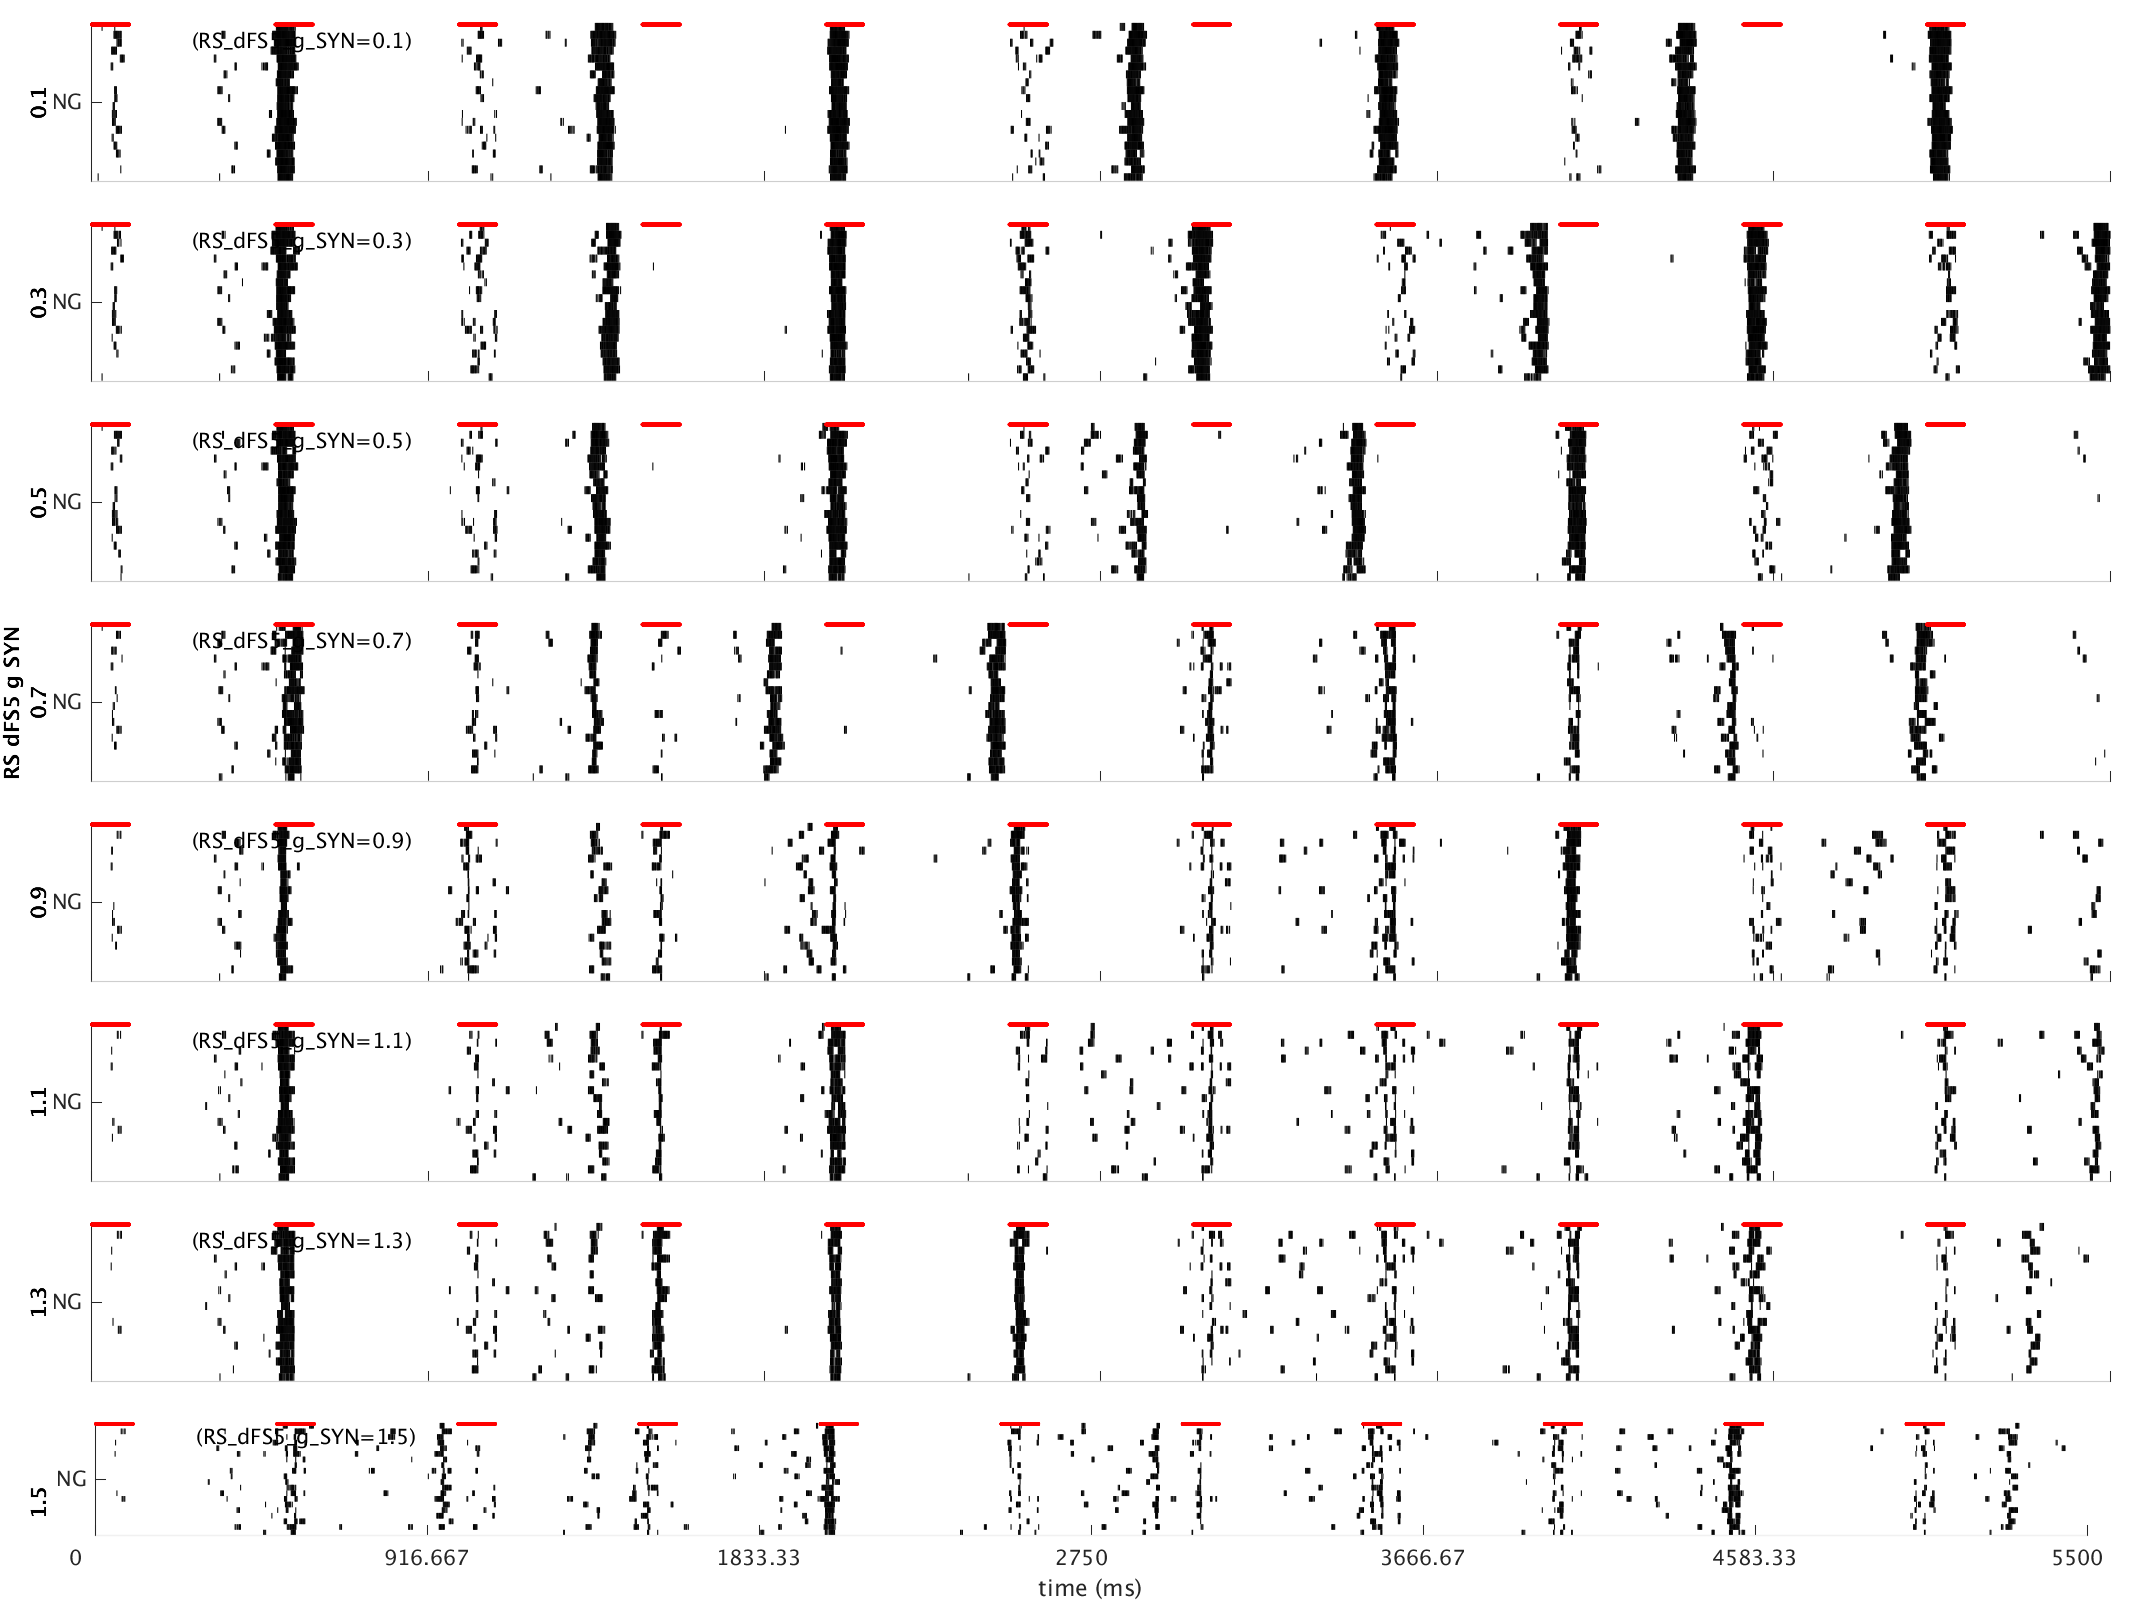 (RS_dFS5_g_SYN=0.1)
0.1 NG
(RS_dFS5_g_SYN=0.3)
0.3 NG
(RS_dFS5_g_SYN=0.5)
0.5 NG
RS dFS5 g SYN
(RS_dFS5_g_SYN=0.7)
0.7 NG
(RS_dFS5_g_SYN=0.9)
0.9 NG
(RS_dFS5_g_SYN=1.1)
1.1 NG
(RS_dFS5_g_SYN=1.3)
1.3 NG
(RS_dFS5_g_SYN=1.5)
1.5 NG
0 916.667 1833.33 2750 3666.67 4583.33 5500
time (ms)